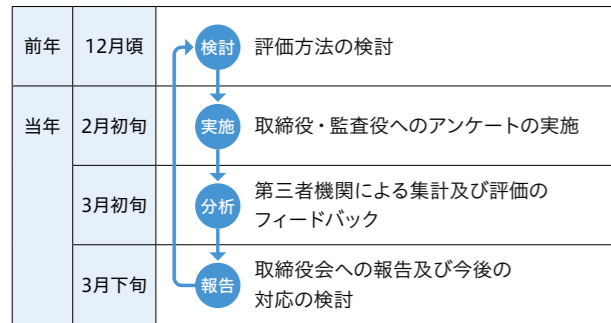 前年 12月頃 検討 評価方法の検討
当年 2月初旬 実施 取締役・監査役へのアンケートの実施
3月初旬 分析 第三者機関による集計及び評価の
フィードバック
3月下旬 報告 取締役会への報告及び今後の
対応の検討